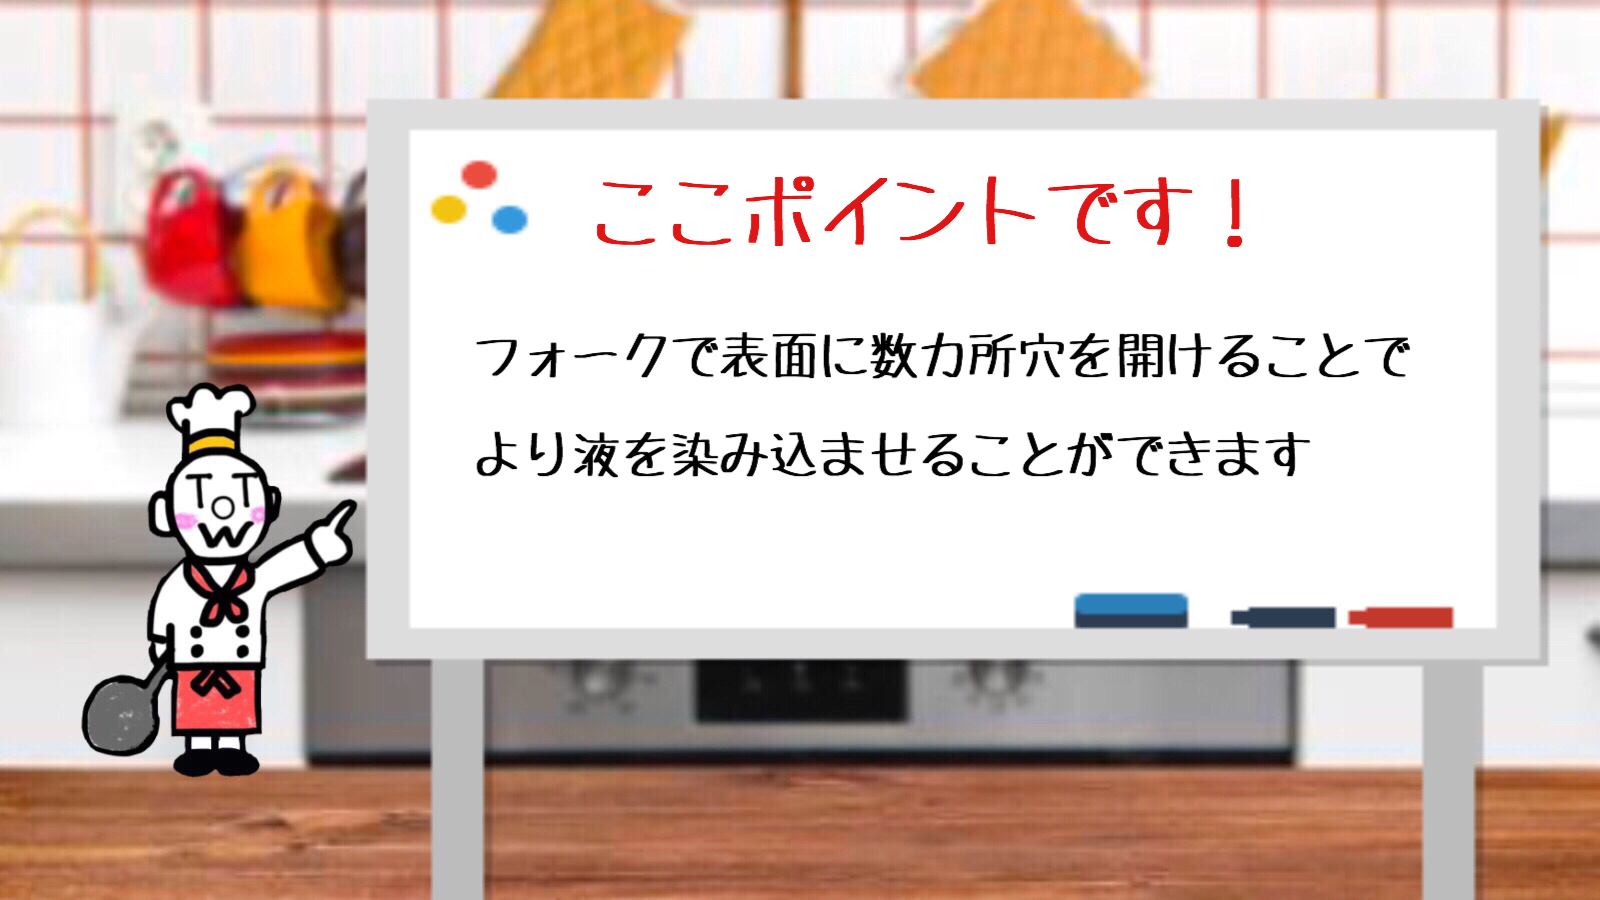 ここポイントです！
フォークで表面に数カ所穴を開けることで
より液を染み込ませることができます